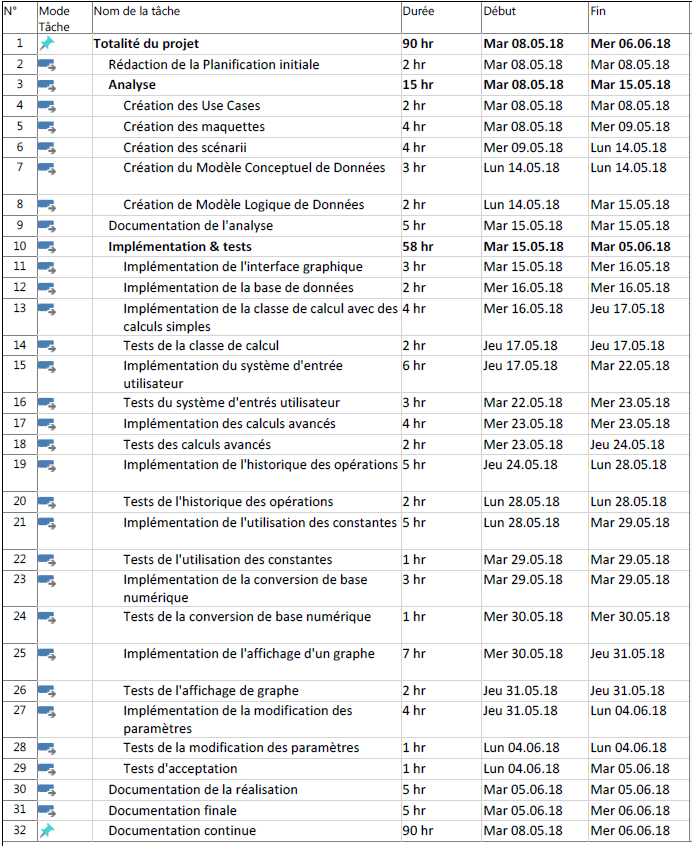 N° Mode Tâche Nom de la tâche Durée Début Fin
1 Totalité du projet 90 hr Mar 08.05.18 Mer 06.06.18
2 Rédaction de la Planification initiale 2 hr Mar 08.05.18 Mar 08.05.18
3 Analyse 15 hr Mar 08.05.18 Mar 15.05.18
4 Création des Use Cases 2 hr Mar 08.05.18 Mar 08.05.18
5 Création des maquettes 4 hr Mar 08.05.18 Mer 09.05.18
6 Création des scénarii 4 hr Mer 09.05.18 Lun 14.05.18
7 Création du Modèle Conceptuel de Données 3 hr Lun 14.05.18 Lun 14.05.18
8 Création de Modèle Logique de Données 2 hr Lun 14.05.18 Mar 15.05.18
9 Documentation de l'analyse 5 hr Mar 15.05.18 Mar 15.05.18
10 Implémentation & tests 58 hr Mar 15.05.18 Mar 05.06.18
11 Implémentation de l'interface graphique 3 hr Mar 15.05.18 Mer 16.05.18
12 Implémentation de la base de données 2 hr Mer 16.05.18 Mer 16.05.18
13 Implémentation de la classe de calcul avec des 4 hr Mer 16.05.18 Jeu 17.05.18
calculs simples
14 Tests de la classe de calcul 2 hr Jeu 17.05.18 Jeu 17.05.18
15 Implémentation du système d'entrée 6 hr Jeu 17.05.18 Mar 22.05.18
utilisateur
16 Tests du système d'entrés utilisateur 3 hr Mar 22.05.18 Mer 23.05.18
17 Implémentation des calculs avancés 4 hr Mer 23.05.18 Mer 23.05.18
18 Tests des calculs avancés 2 hr Mer 23.05.18 Jeu 24.05.18
19 Implémentation de l'historique des opérations 5 hr Jeu 24.05.18 Lun 28.05.18
20 Tests de l'historique des opérations 2 hr Lun 28.05.18 Lun 28.05.18
21 Implémentation de l'utilisation des constantes 5 hr Lun 28.05.18 Mar 29.05.18
22 Tests de l'utilisation des constantes 1 hr Mar 29.05.18 Mar 29.05.18
23 Implémentation de la conversion de base 3 hr Mar 29.05.18 Mar 29.05.18
numérique
24 Tests de la conversion de base numérique 1 hr Mer 30.05.18 Mer 30.05.18
25 Implémentation de l'affichage d'un graphe 7 hr Mer 30.05.18 Jeu 31.05.18
26 Tests de l'affichage de graphe 2 hr Jeu 31.05.18 Jeu 31.05.18
27 Implémentation de la modification des 4 hr Jeu 31.05.18 Lun 04.06.18
paramètres
28 Tests de la modification des paramètres 1 hr Lun 04.06.18 Lun 04.06.18
29 Tests d'acceptation 1 hr Lun 04.06.18 Mar 05.06.18
30 Documentation de la réalisation 5 hr Mar 05.06.18 Mar 05.06.18
31 Documentation finale 5 hr Mar 05.06.18 Mer 06.06.18
32 Documentation continue 90 hr Mar 08.05.18 Mer 06.06.18